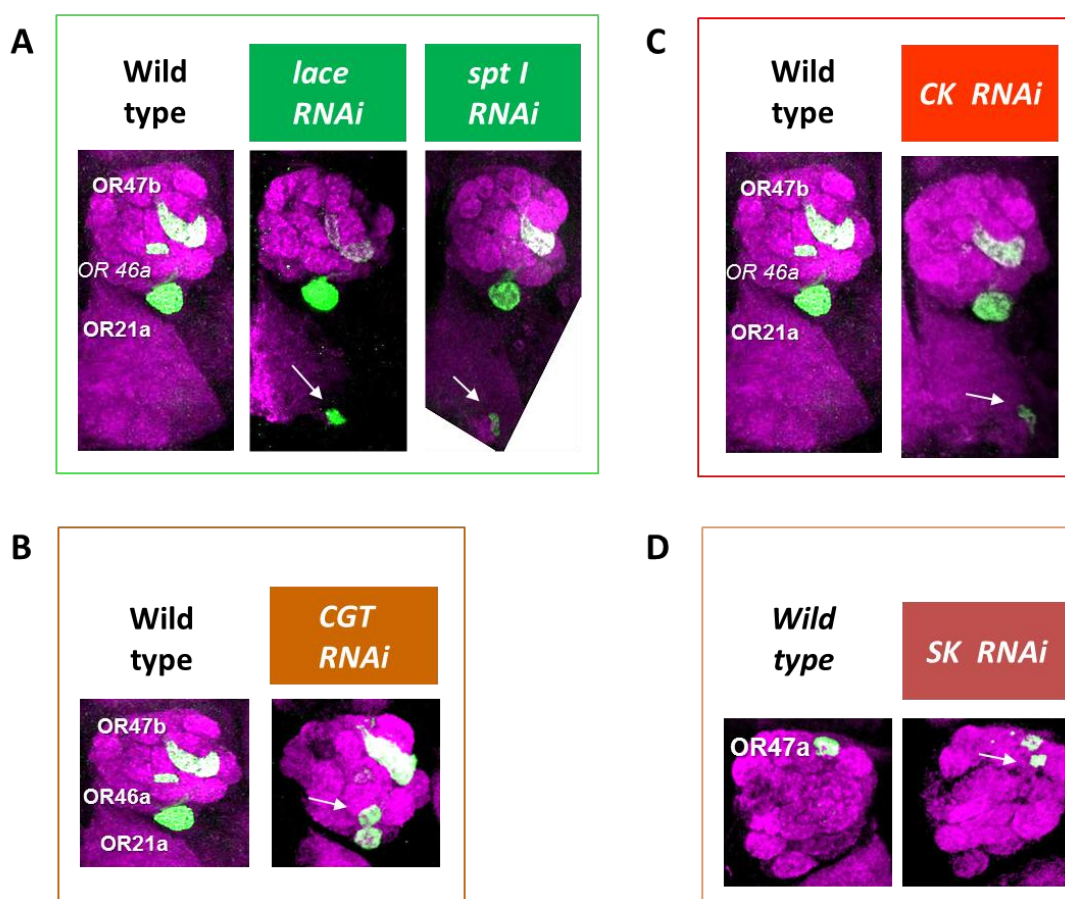 A
Wild
type
lace
RNAi
spt I
RNAi
OR47b
OR 46a
OR21a
C
Wild
type
CK RNAi
OR47b
OR 46a
OR21a
B
Wild
type
CGT
RNAi
OR47b
OR46a
OR21a
D
Wild
type
SK RNAi
OR47a